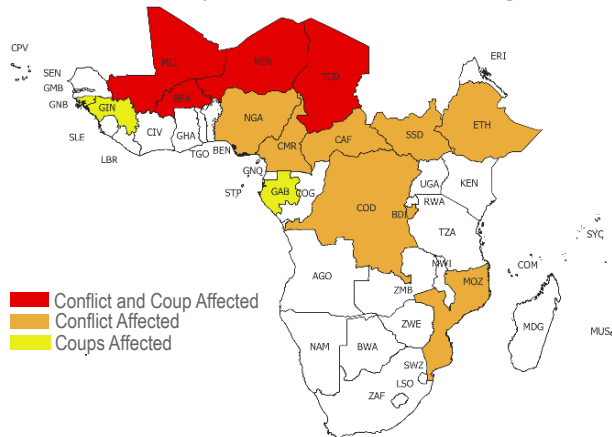 CPV
MLI
NER
TCD
ERI
SEN
GMB
BFA
GNB
GIN
NGA
ETH
SLE
CIV
GHA
BEN
CAF
SSD
LBR
TGO
CMR
GNQ
UGA
KEN
STP
GAB
COG
RWA
COD
BDI
TZA
SYC
MWI
COM
AGO
MOZ
ZMB
Conflict and Coup Affected
Conflict Affected
Coups Affected
ZWE
MDG
MUS
NAM
BWA
SWZ
LSO
ZAF